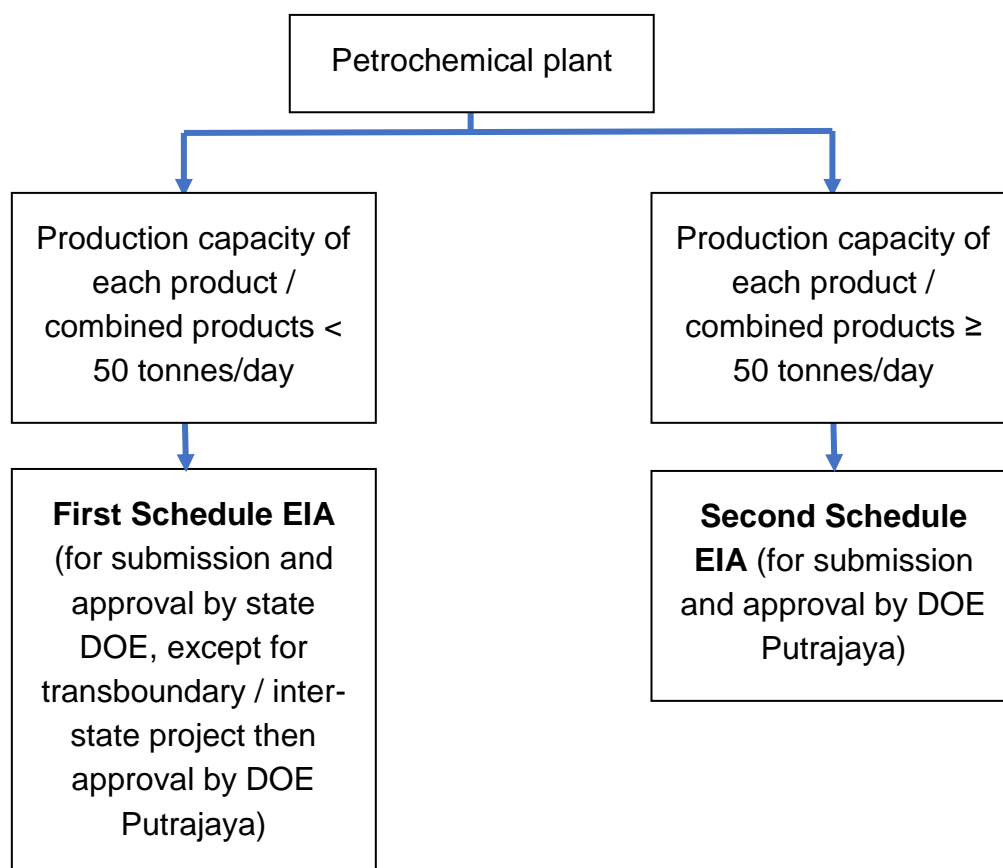 Petrochemical plant
Production capacity of
each product /
combined products <
50 tonnes/day
Production capacity of
each product /
combined products ≥
50 tonnes/day
First Schedule EIA
(for submission and
approval by state
DOE, except for
transboundary / inter-
state project then
approval by DOE
Putrajaya)
Second Schedule
EIA (for submission
and approval by DOE
Putrajaya)